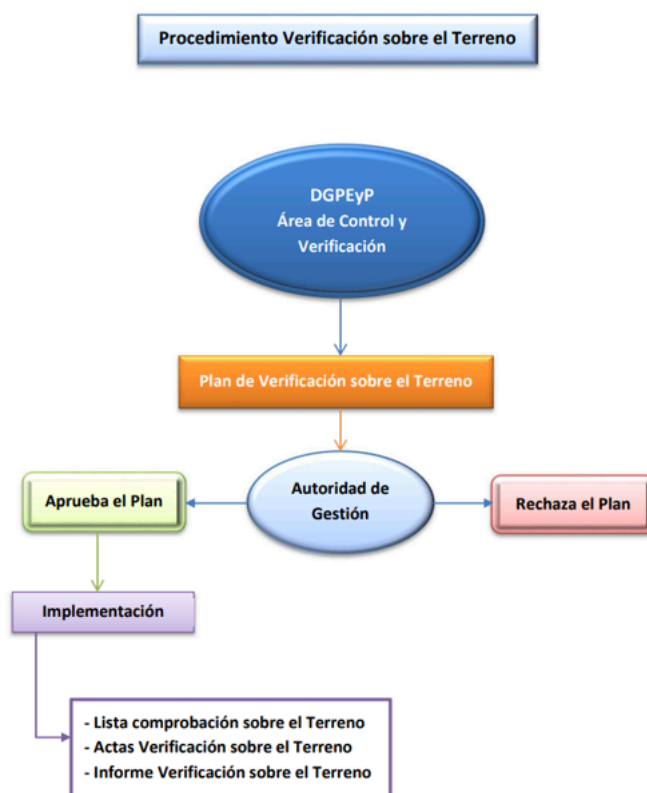 Procedimiento Verificación sobre el Terreno
DGPEyP
Área de Control y
Verificación
Plan de Verificación sobre el Terreno
Autoridad de
Gestión
Aprueba el Plan
Rechaza el Plan
Implementación
- Lista comprobación sobre el Terreno
- Actas Verificación sobre el Terreno
- Informe Verificación sobre el Terreno